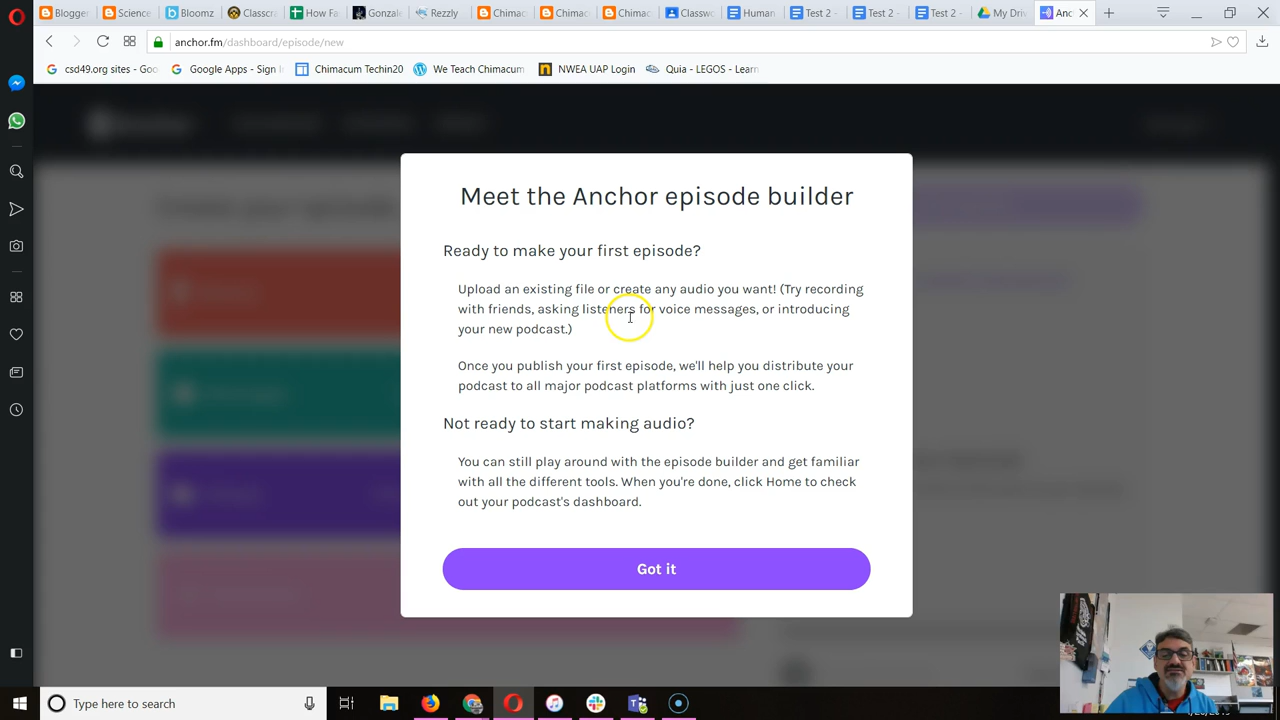 Blogger
Science
Bloomz
Classcr
How Fa
Gonzale
Rezzly
Chimac
Chimac
Chimac
Classwo
Human
Test 2 -
Test 2 -
Test 2 -
My Driv
Anch
anchor.fm/dashboard/episode/new
csd49.org sites - Goo
Google Apps - Sign I
Chimacum Techin20
We Teach Chimacum
NWEA UAP Login
Quia - LEGOS - Learn
Meet the Anchor episode builder
Ready to make your first episode?
Upload an existing file or create any audio you want! (Try recording
with friends, asking listeners for voice messages, or introducing
your new podcast.)
Once you publish your first episode, we'll help you distribute your
podcast to all major podcast platforms with just one click.
Not ready to start making audio?
You can still play around with the episode builder and get familiar
with all the different tools. When you're done, click Home to check
out your podcast's dashboard.
Got it
Type here to search